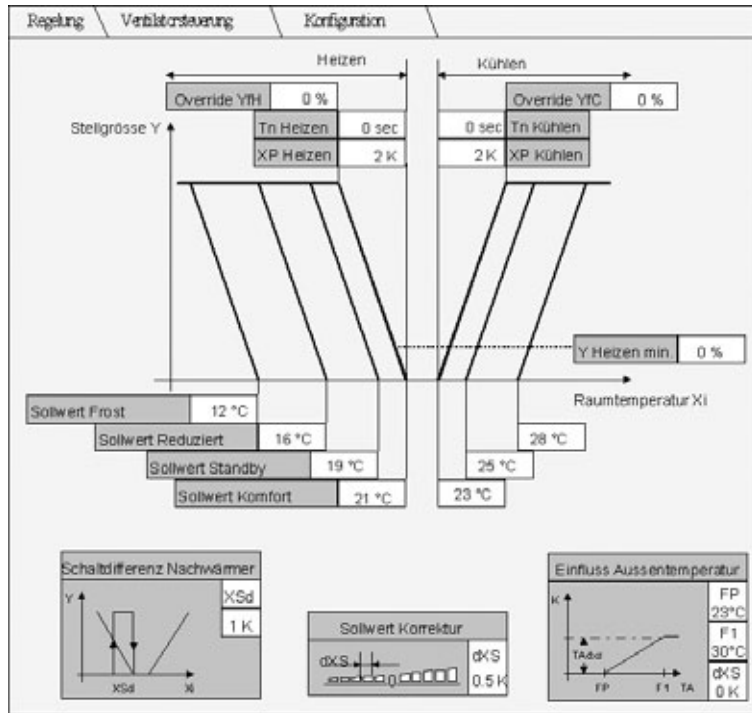 Regelung Ventilatorsteuerung Konfiguration
Heizen Kühlen
Override YfH 0 % Override YfC 0 %
Stellgrösse Y Tn Heizen 0 sec 0 sec Tn Kühlen
XP Heizen 2 K 2 K XP Kühlen
Y Heizen min. 0 %
Raumtemperatur Xi
Sollwert Frost 12 °C
Sollwert Reduziert 16 °C 28 °C
Sollwert Standby 19 °C 25 °C
Sollwert Komfort 21 °C 23 °C
Schaltdifferenz Nachwärmer
Y XSd
1 K
XSd Xi
Sollwert Korrektur
dXS 0 dXS
0.5 K
Einfluss Aussentemperatur
K FP
23°C
F1
30°C
dXS
0 K
FP F1 TA